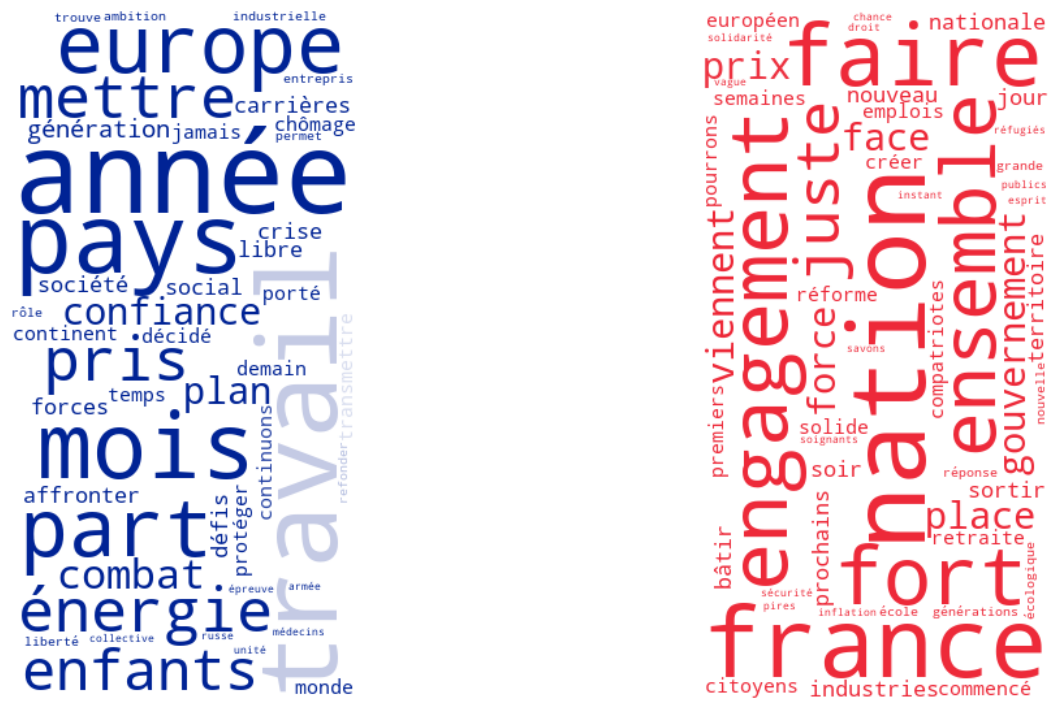 trouve ambition industrielle
europe
entrepris
mettre carrières
génération jamais chômage
permet
année
pays
crise
libre
société social porté
rôle confiance
continent décidé
pris
demain
temps plan
forces
mois
travail
transmettre
refonder
continuons
affronter
part
défis
protéger
combat
épreuve armée
énergie
liberté collective russe médecins
unité
enfants
monde
européen chance nationale
droit
solidarité
faire
prix
vague
semaines nouveau jour
emplois
pourrons
engagement
juste
face
créer
ensemble
réfugiés
grande
instant publics
esprit
nation
viennent
réforme
force
savons
compatriotes
gouvernement
territoire
nouvelle
premiers
solide
soignants
soir réponse
sortir
bâtir
prochains
place
retraite
fort
écologique
sécurité
pires
inflation école générations
france
citoyens industries commencé